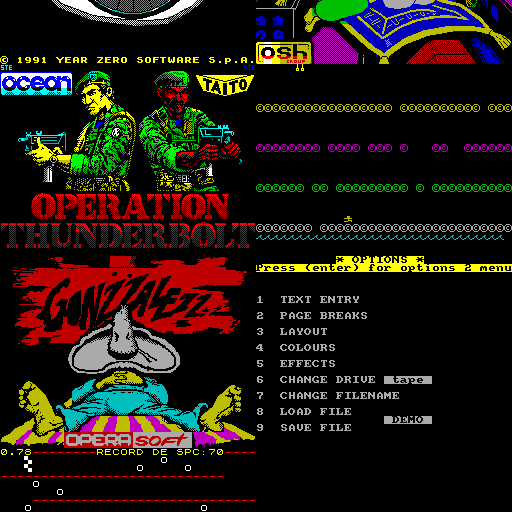 © 1991 YEAR ZERO SOFTWARE S.P.A.
osh
GROUP
ocean
TAITO
OPERATION
THUNDERBOLT
* OPTIONS *
Press (enter) for options 2 menu
GONZZALEZZ
1 TEXT ENTRY
2 PAGE BREAKS
3 LAYOUT
4 COLOURS
5 EFFECTS
6 CHANGE DRIVE tape
7 CHANGE FILENAME
8 LOAD FILE
DEMO
9 SAVE FILE
OPERA soft
0.78 RECORD DE SPC:70